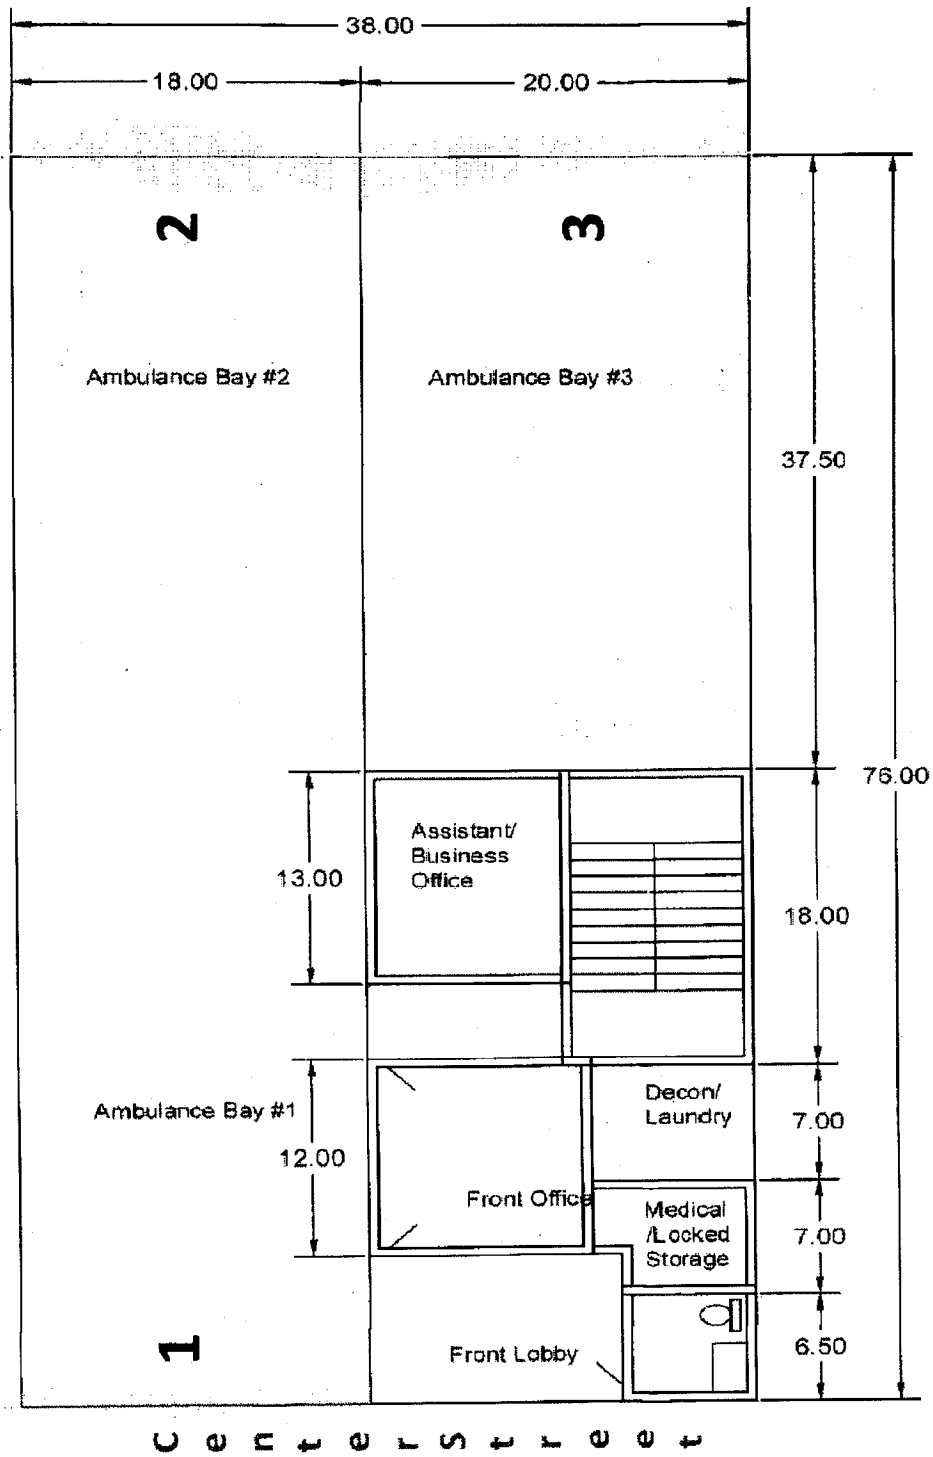 38.00
18.00
20.00
2
3
Ambulance Bay #2
Ambulance Bay #3
37.50
76.00
Assistant/
Business
Office
13.00
18.00
Decon/
Laundry
Ambulance Bay #1
7.00
12.00
Front Office
Medical
/Locked
Storage
7.00
1
Front Lobby
6.50
Center Street